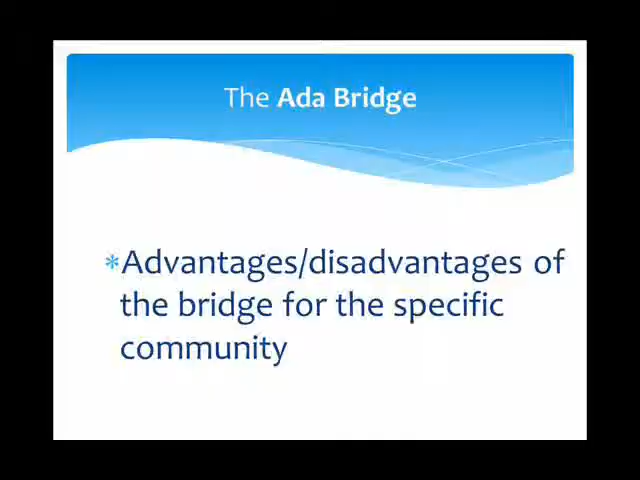 The Ada Bridge
*Advantages/disadvantages of
the bridge for the specific
community